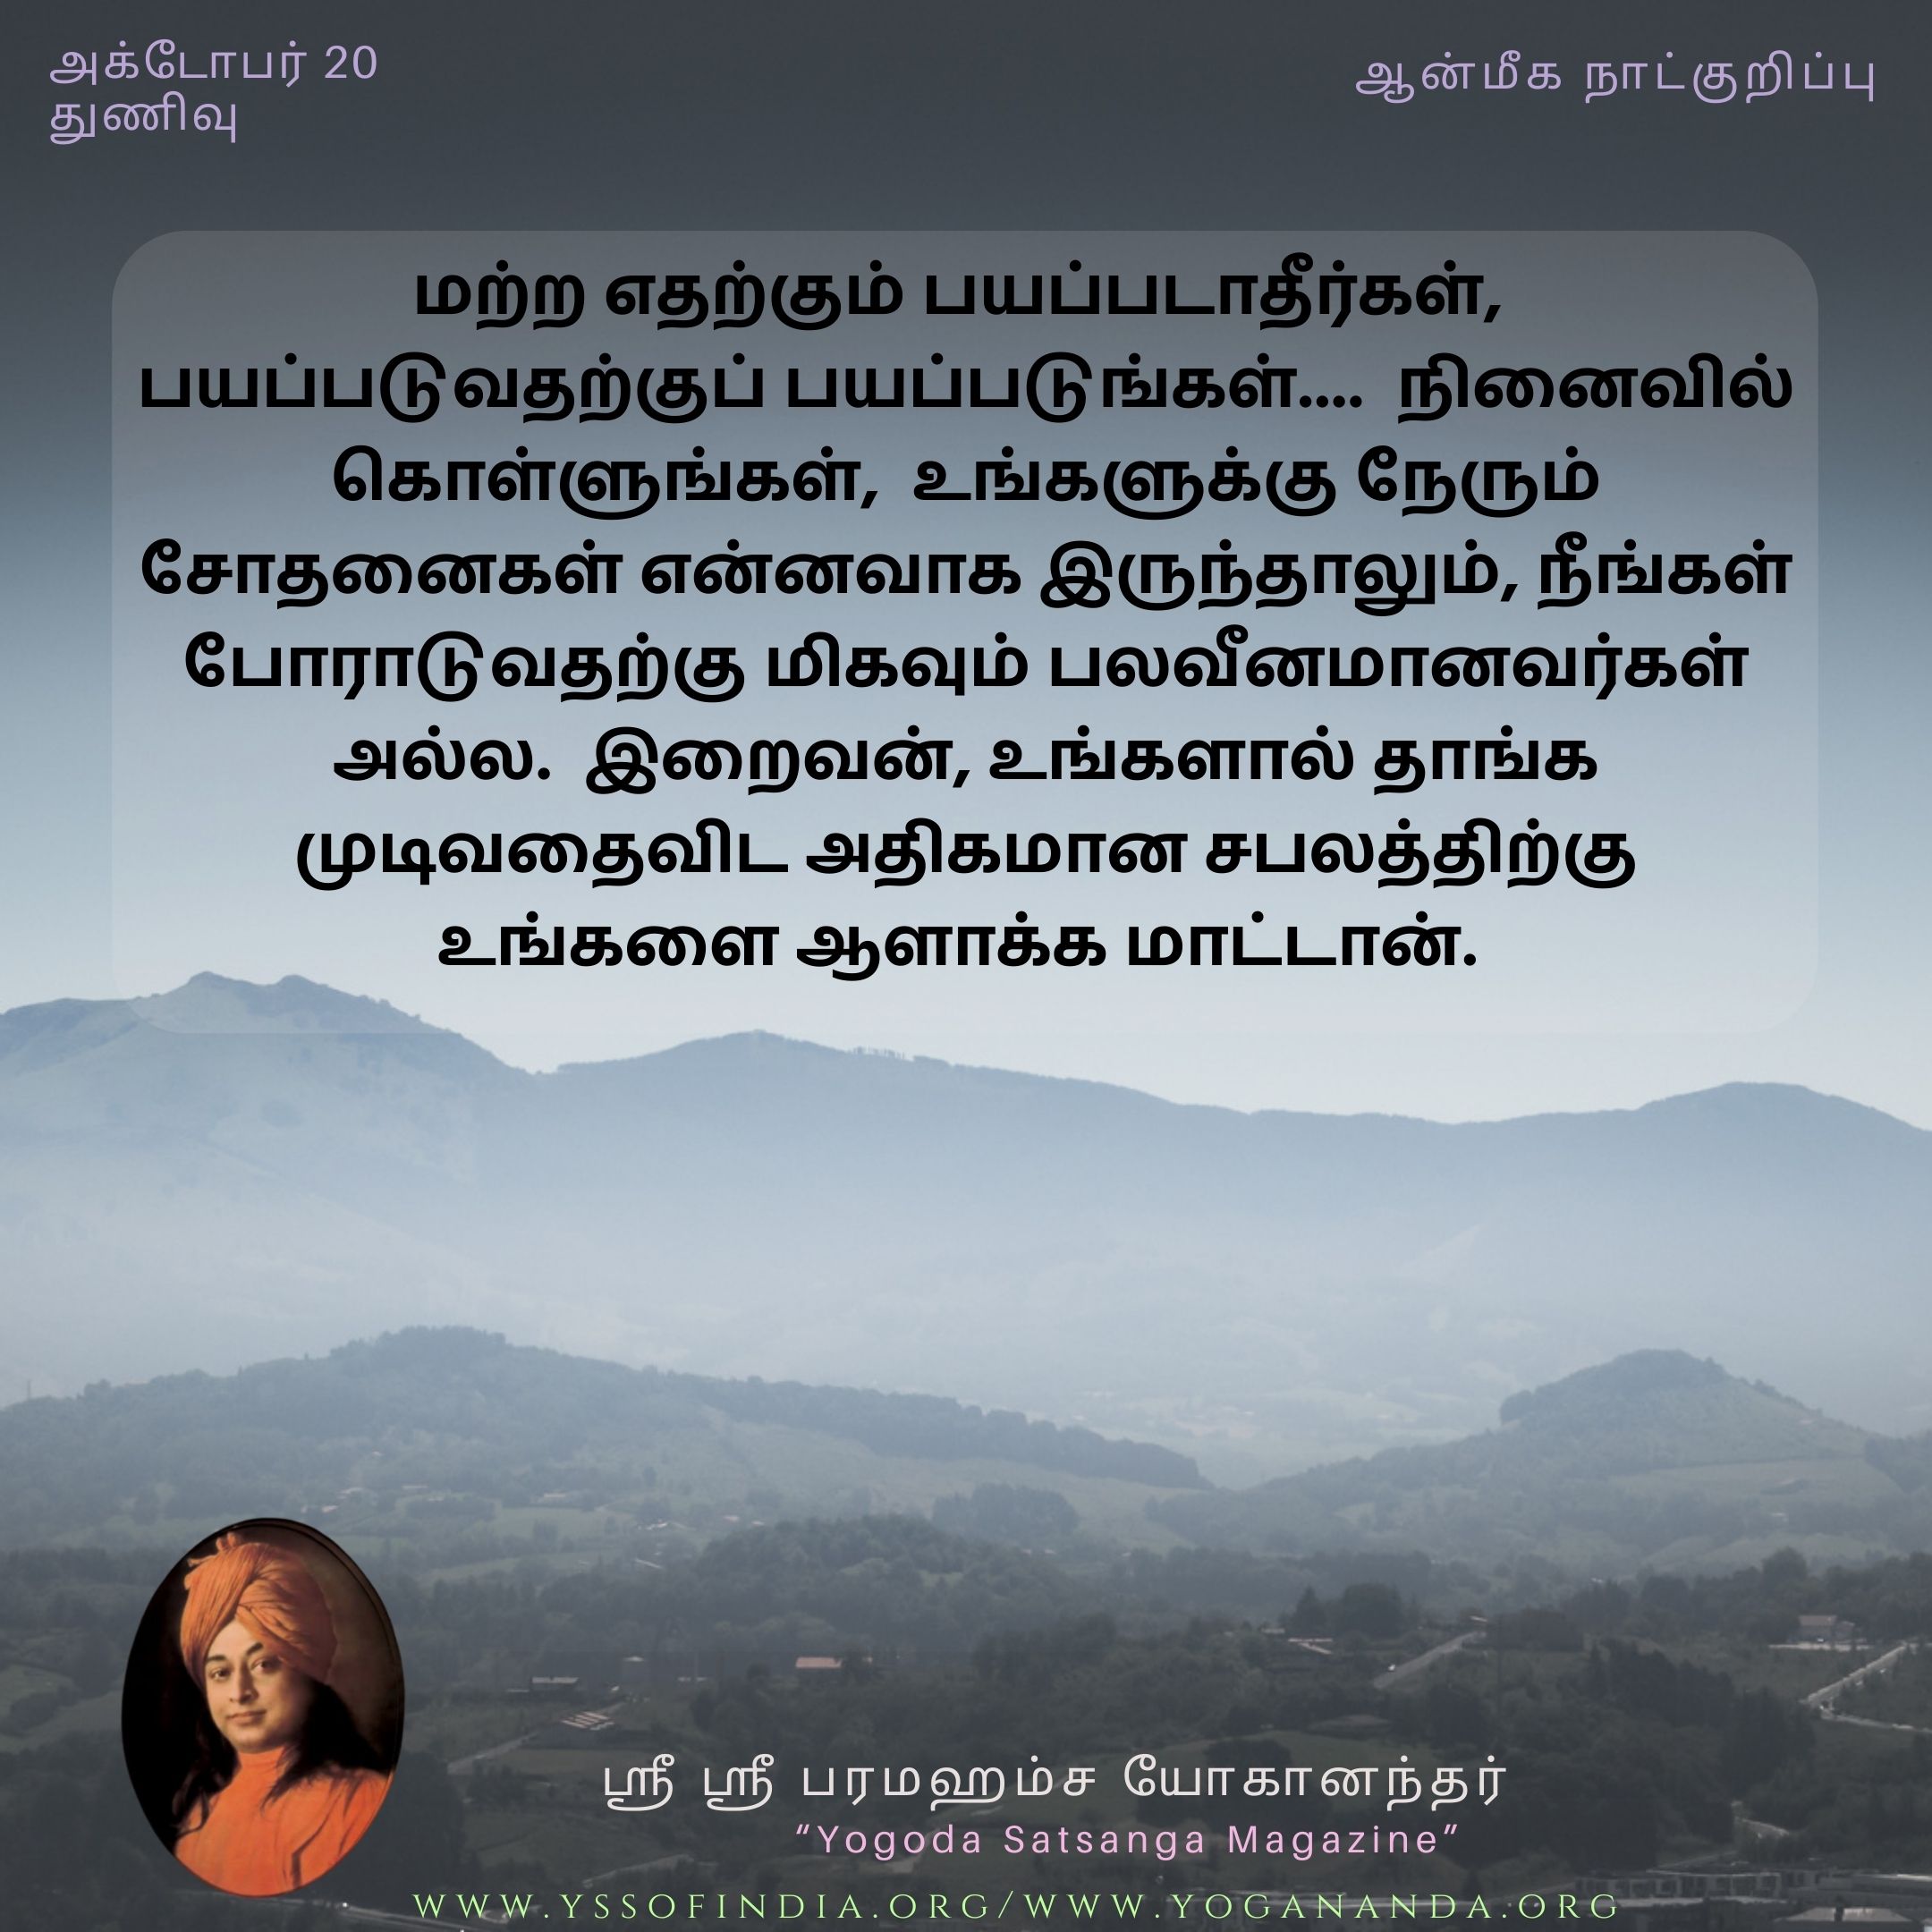 அக்டோபர் 20
துணிவு
ஆன்மீக நாட்குறிப்பு
மற்ற எதற்கும் பயப்படாதீர்கள்,
பயப்படுவதற்குப் பயப்படுங்கள்.... நினைவில்
கொள்ளுங்கள், உங்களுக்கு நேரும்
சோதனைகள் என்னவாக இருந்தாலும், நீங்கள்
போராடுவதற்கு மிகவும் பலவீனமானவர்கள்
அல்ல. இறைவன், உங்களால் தாங்க
முடிவதைவிட அதிகமான சபலத்திற்கு
உங்களை ஆளாக்க மாட்டான்.
ஸ்ரீ ஸ்ரீ பரமஹம்ச யோகானந்தர்
“Yogoda Satsanga Magazine”
WWW.YSSOFINDIA.ORG/WWW.YOGANANDA.ORG